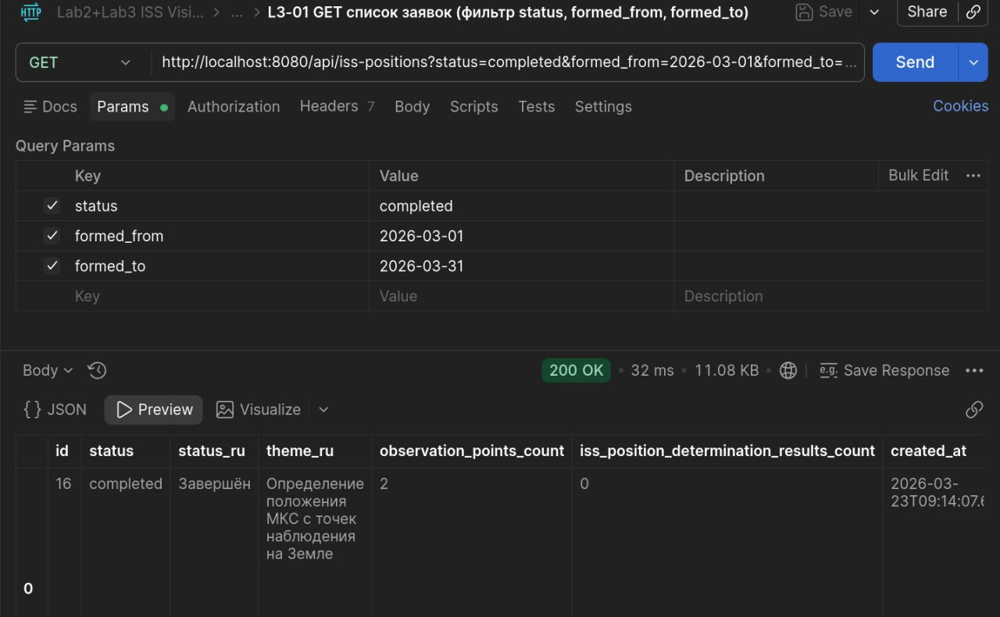 HTTP Lab2+Lab3 ISS Visi... > ... > L3-01 GET список заявок (фильтр status, formed_from, formed_to) Save Share
GET http://localhost:8080/api/iss-positions?status=completed&formed_from=2026-03-01&formed_to=... Send
Docs Params Authorization Headers 7 Body Scripts Tests Settings Cookies
Query Params
Key Value Description Bulk Edit ...
status completed
formed_from 2026-03-01
formed_to 2026-03-31
Key Value Description
Body 200 OK • 32 ms • 11.08 KB • e.g. Save Response ...
{} JSON Preview Visualize
id status status_ru theme_ru observation_points_count iss_position_determination_results_count created_at
16 completed Завершён Определение 2 0 2026-03-
положения 23T09:14:07.6
МКС с точек
наблюдения
на Земле
0